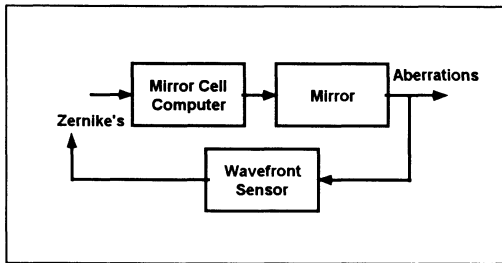 Mirror Cell
Computer
Mirror
Aberrations
Zernike's
Wavefront
Sensor